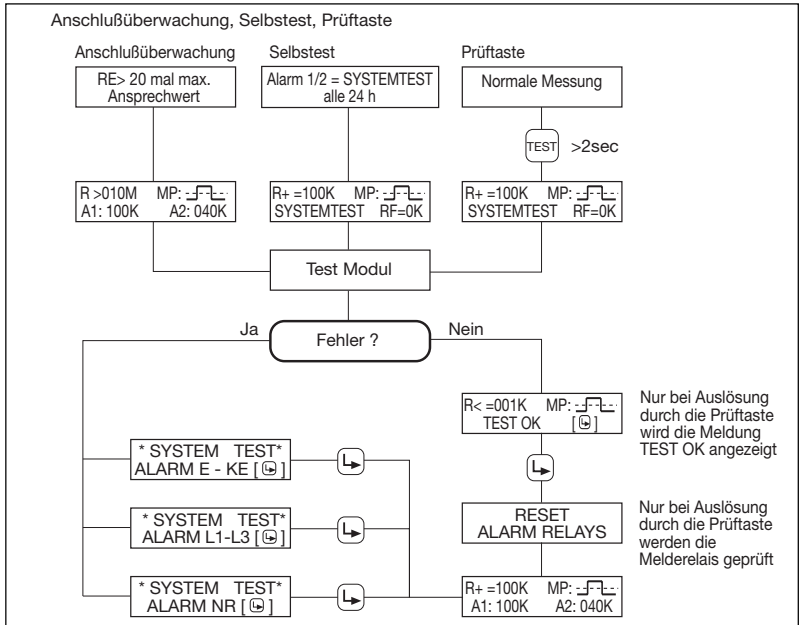 Anschlußüberwachung, Selbstest, Prüftaste
Anschlußüberwachung
RE> 20 mal max.
Ansprechwert
Selbstest
Alarm 1/2 = SYSTEMTEST
alle 24 h
Prüftaste
Normale Messung
TEST >2sec
R >010M MP:
A1: 100K A2: 040K
R+ =100K MP:
SYSTEMTEST RF=0K
R+ =100K MP:
SYSTEMTEST RF=0K
Test Modul
Ja
Fehler ?
Nein
R< =001K MP:
TEST OK [↳]
Nur bei Auslösung
durch die Prüftaste
wird die Meldung
TEST OK angezeigt
* SYSTEM TEST*
ALARM E - KE [↳]
↳
↳
RESET
ALARM RELAYS
Nur bei Auslösung
durch die Prüftaste
werden die
Melderelais geprüft
* SYSTEM TEST*
ALARM L1-L3 [↳]
↳
* SYSTEM TEST*
ALARM NR [↳]
↳
R+ =100K MP:
A1: 100K A2: 040K